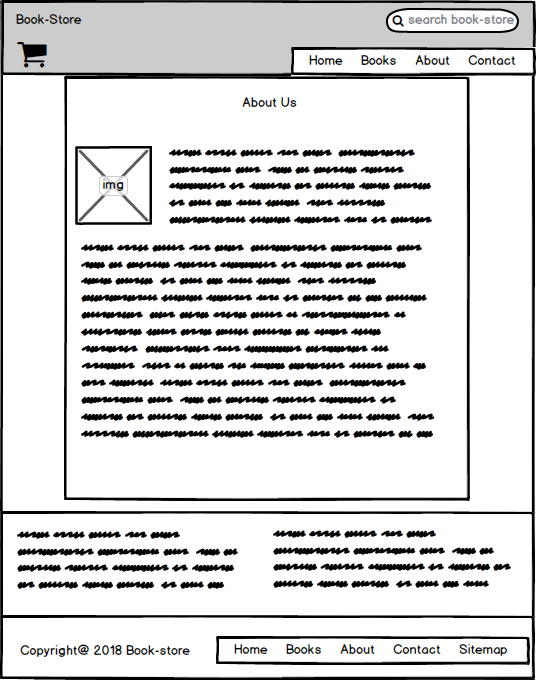 Book-Store
search book-store
Home Books About Contact
About Us
img
Copyright@ 2018 Book-store
Home Books About Contact Sitemap